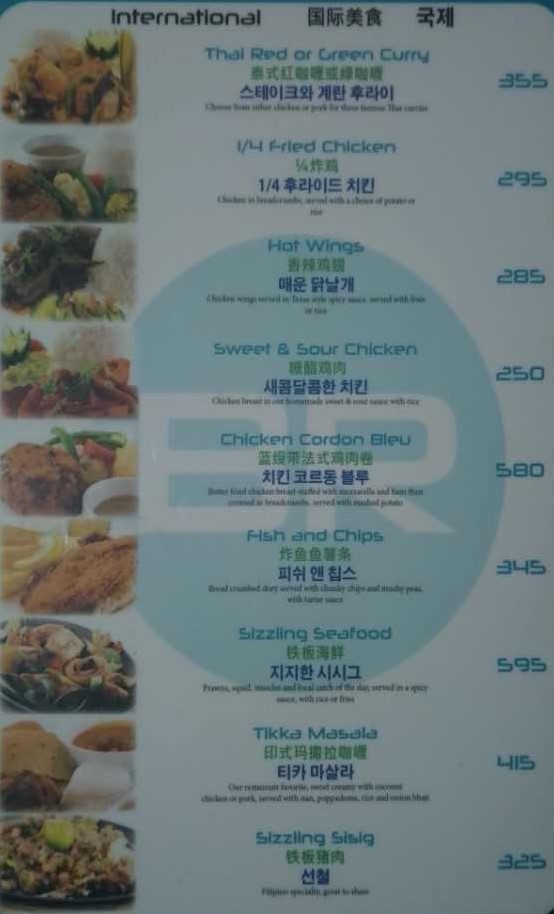 International 国际美食 국제
Thai Red or Green Curry
泰式红咖喱或绿咖喱
스테이크와 계란 후라이
Choose from either chicken or pork for these famous Thai curries
355
1/4 Fried Chicken
¼炸鸡
1/4 후라이드 치킨
Chicken in breadcrumbs, served with a choice of potato or
rice
295
Hot Wings
香辣鸡翅
매운 닭날개
Chicken wings served in Texas style spicy sauce. served with fries
or rice
285
Sweet & Sour Chicken
糖醋鸡肉
새콤달콤한 치킨
Chicken breast in our homemade sweet & sour sauce with rice
250
Chicken Cordon Bleu
蓝绶带法式鸡肉卷
치킨 코르동 블루
Butter fried chicken breast stuffed with mozzarella and ham then
covered in breadcrumbs. served with mashed potato
580
Fish and Chips
炸鱼鱼薯条
피쉬 앤 칩스
Bread crumbed dory served with chunky chips and mushy peas,
with tartar sauce
345
Sizzling Seafood
铁板海鲜
지지한 시시그
Prawns, squid, muscles and local catch of the day, served in a spicy
sauce, with rice or fries
595
Tikka Masala
印式玛撒拉咖喱
티카 마살라
Our restaurant favorite, sweet creamy with coconut
chicken or pork, served with nan, poppadoms, rice and onion bhaji
415
Sizzling Sisig
铁板猪肉
선철
Filipino specialty, great to share
325
BR